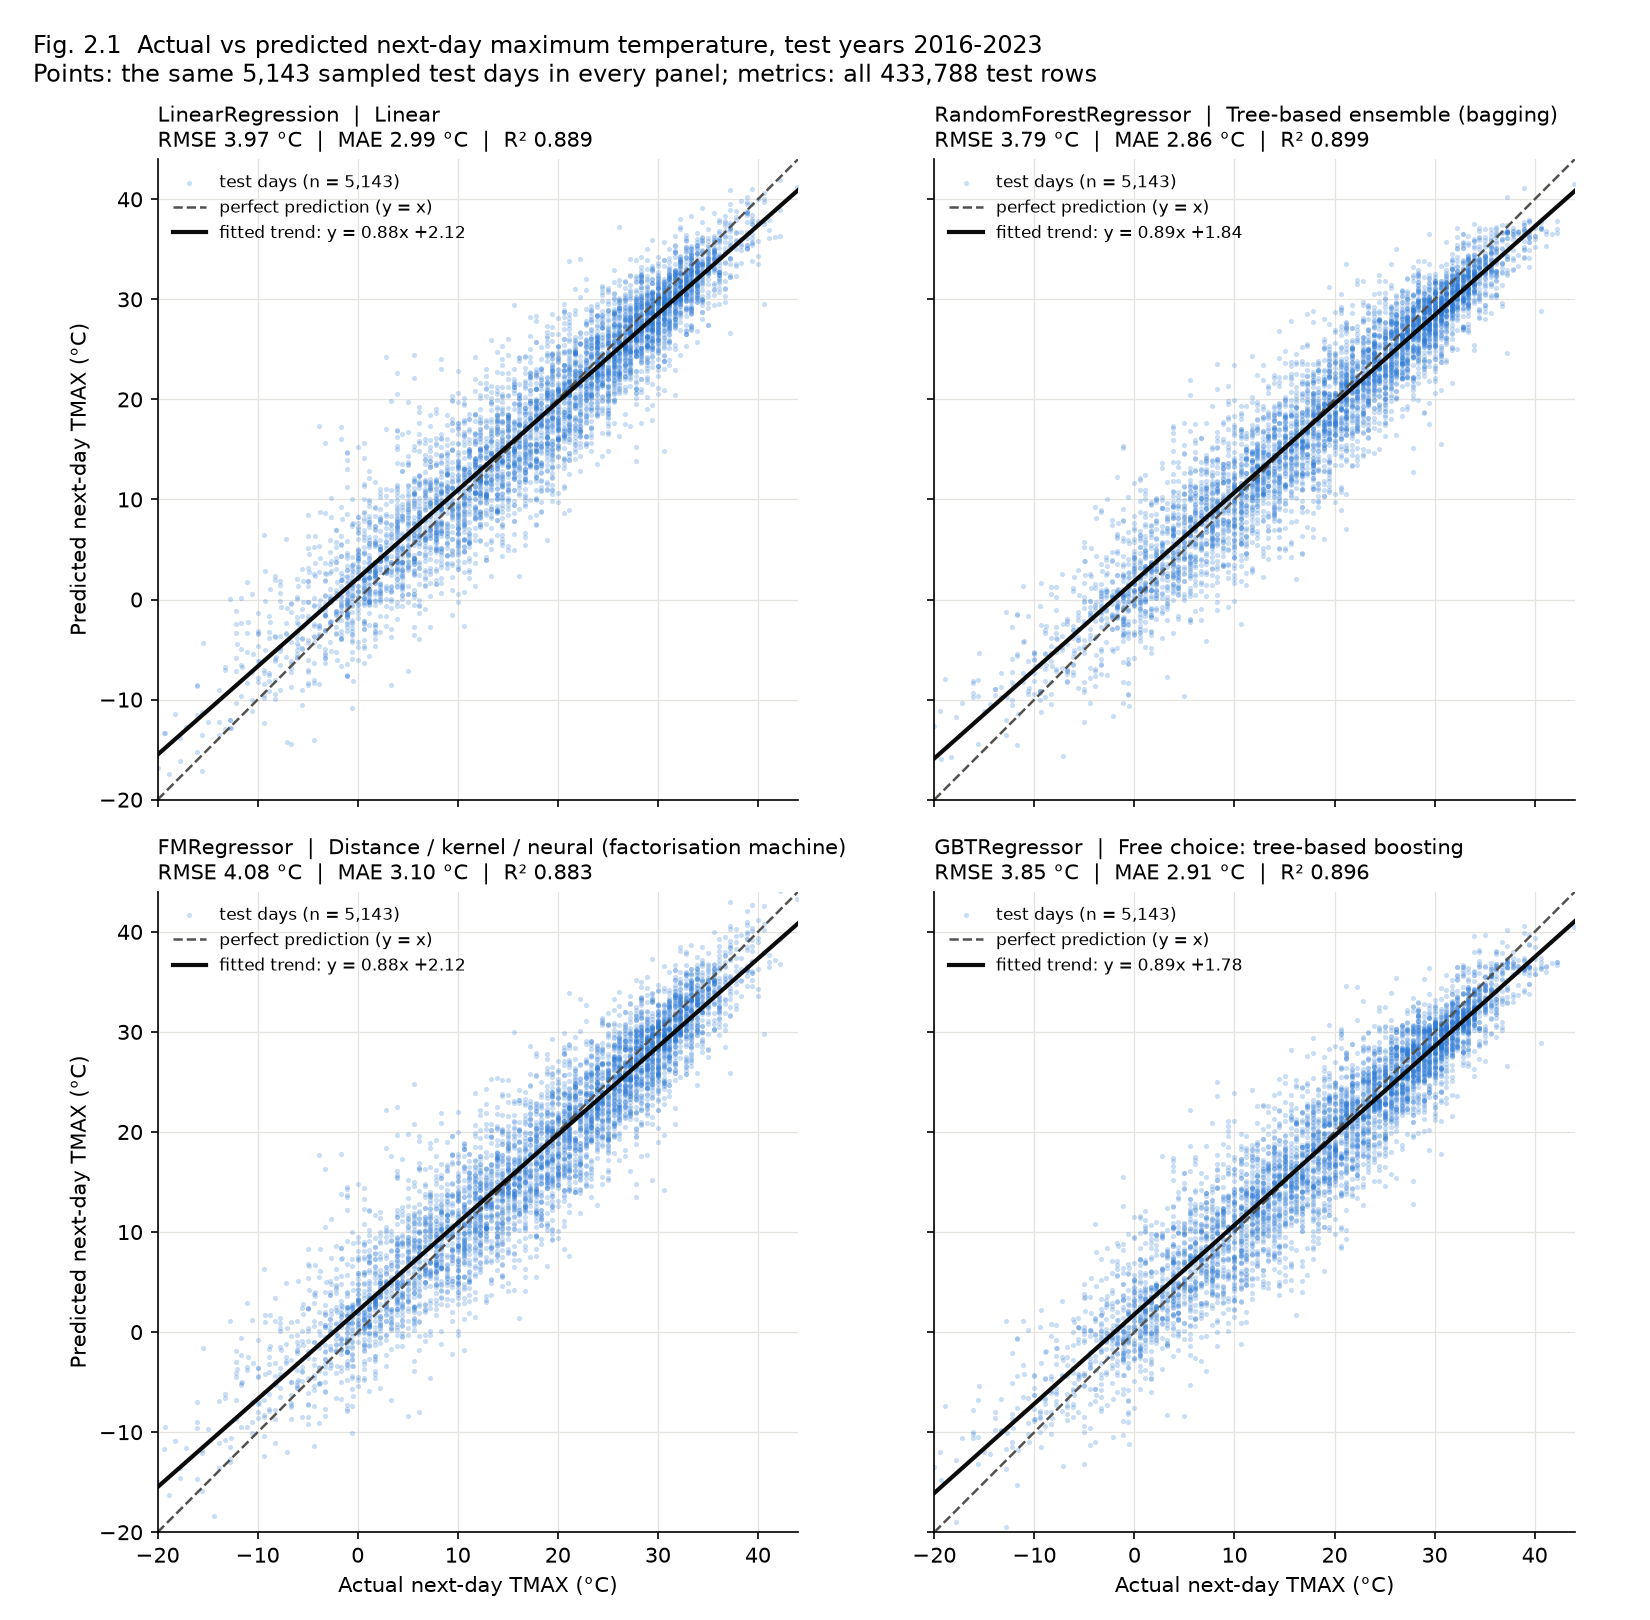 Fig. 2.1  Actual vs predicted next-day maximum temperature, test years 2016-2023
Points: the same 5,143 sampled test days in every panel; metrics: all 433,788 test rows
LinearRegression  |  Linear
RMSE 3.97 °C  |  MAE 2.99 °C  |  R² 0.889
test days (n = 5,143)
perfect prediction (y = x)
fitted trend: y = 0.88x +2.12
40
30
20
10
0
−10
−20
Predicted next-day TMAX (°C)
RandomForestRegressor  |  Tree-based ensemble (bagging)
RMSE 3.79 °C  |  MAE 2.86 °C  |  R² 0.899
test days (n = 5,143)
perfect prediction (y = x)
fitted trend: y = 0.89x +1.84
FMRegressor  |  Distance / kernel / neural (factorisation machine)
RMSE 4.08 °C  |  MAE 3.10 °C  |  R² 0.883
test days (n = 5,143)
perfect prediction (y = x)
fitted trend: y = 0.88x +2.12
40
30
20
10
0
−10
−20
Predicted next-day TMAX (°C)
−20 −10 0 10 20 30 40
Actual next-day TMAX (°C)
GBTRegressor  |  Free choice: tree-based boosting
RMSE 3.85 °C  |  MAE 2.91 °C  |  R² 0.896
test days (n = 5,143)
perfect prediction (y = x)
fitted trend: y = 0.89x +1.78
−20 −10 0 10 20 30 40
Actual next-day TMAX (°C)